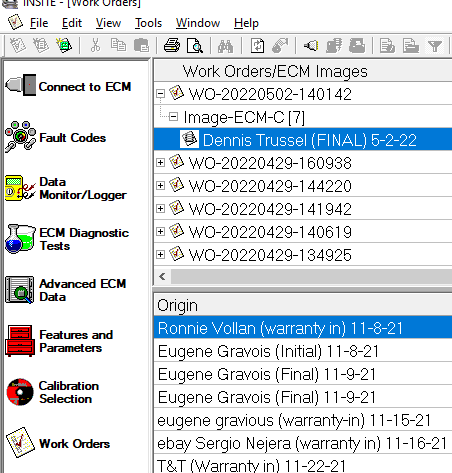 INSITE - [Work Orders]
File Edit View Tools Window Help
Connect to ECM
Fault Codes
Data
Monitor/Logger
ECM Diagnostic
Tests
Advanced ECM
Data
Features and
Parameters
Calibration
Selection
Work Orders
Work Orders/ECM Images
WO-20220502-140142
Image-ECM-C [7]
Dennis Trussel (FINAL) 5-2-22
WO-20220429-160938
WO-20220429-144220
WO-20220429-141942
WO-20220429-140619
WO-20220429-134925
Origin
Ronnie Vollan (warranty in) 11-8-21
Eugene Gravois (Initial) 11-8-21
Eugene Gravois (Final) 11-9-21
Eugene Gravois (Final) 11-9-21
eugene gravious (warranty-in) 11-15-21
ebay Sergio Nejera (warranty in) 11-16-21
T&T (Warranty in) 11-22-21